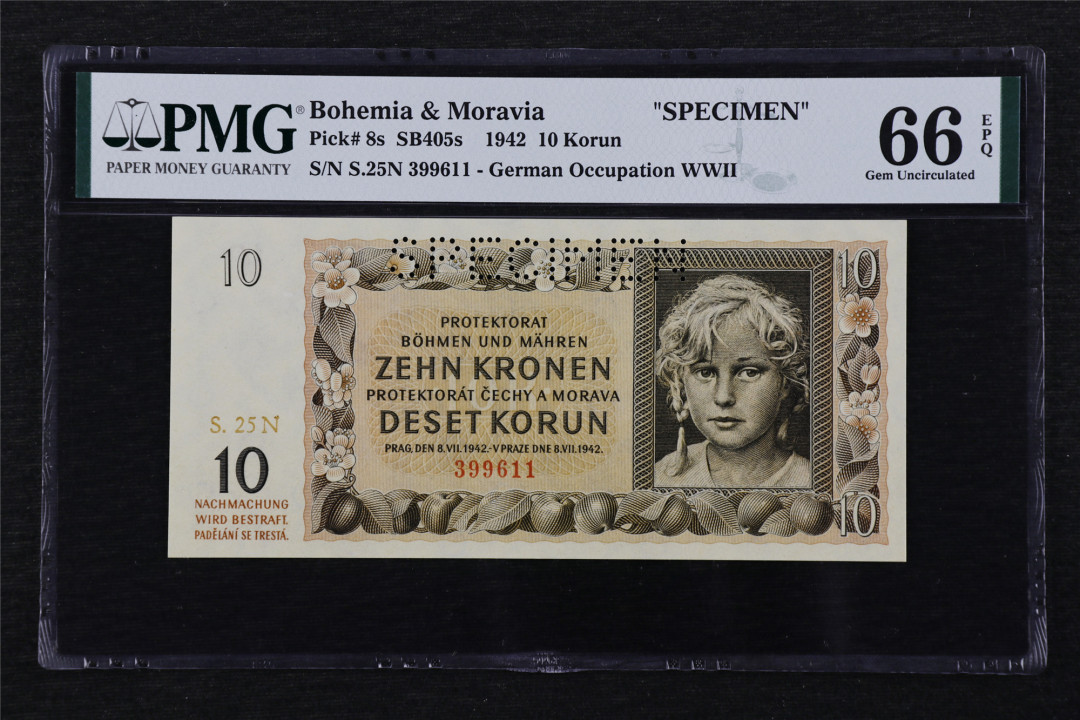 PMG®
PAPER MONEY GUARANTY
Bohemia & Moravia "SPECIMEN"
Pick# 8s SB405s 1942 10 Korun
S/N S.25N 399611 - German Occupation WWII
66 EPQ
Gem Uncirculated
SPECIMEN
10
10
PROTEKTORAT
BÖHMEN UND MÄHREN
ZEHN KRONEN
PROTEKTORÁT ČECHY A MORAVA
DESET KORUN
PRAG, DEN 8.VII.1942.-V PRAZE DNE 8.VII.1942.
399611
S. 25 N
10
NACHMACHUNG
WIRD BESTRAFT.
PADĚLÁNÍ SE TRESTÁ.
10